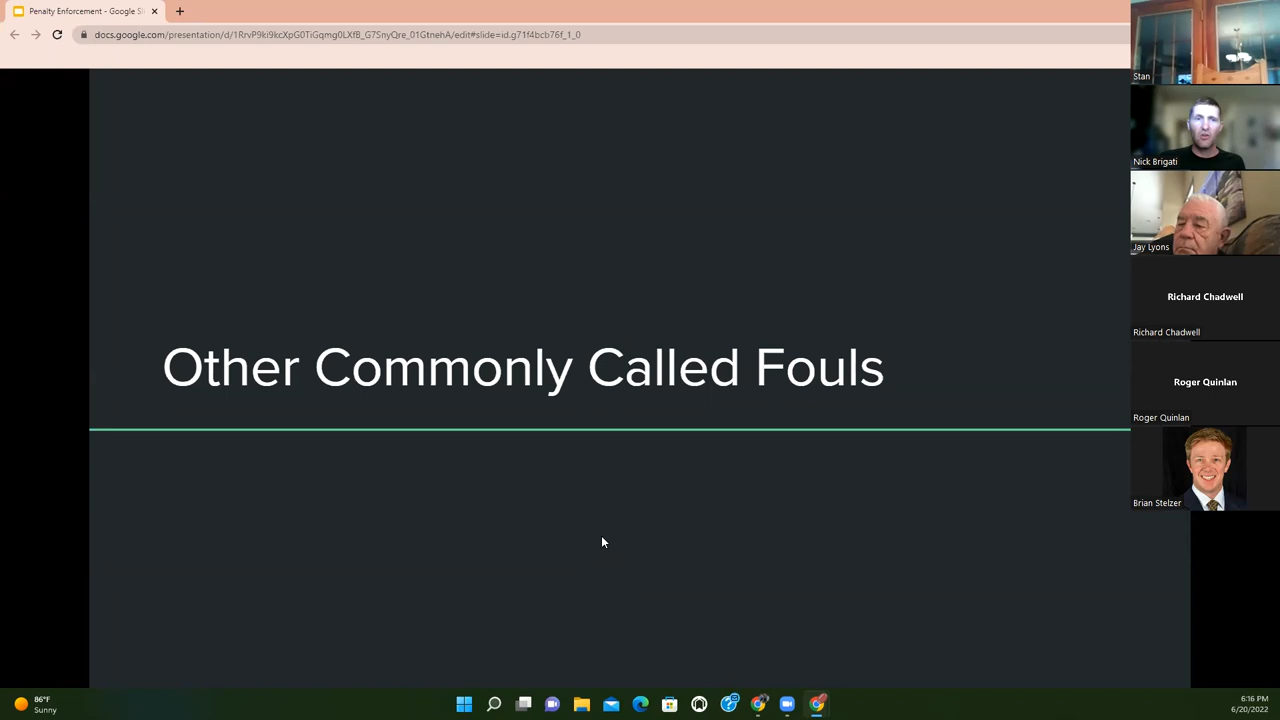 Penalty Enforcement - Google Sli
docs.google.com/presentation/d/1RrvP9ki9kcXpG0TiGqmg0LXfB_G7SnyQre_01GtnehA/edit#slide=id.g71f4bcb76f_1_0
Stan
Nick Brigati
Jay Lyons
Richard Chadwell
Richard Chadwell
Other Commonly Called Fouls
Roger Quinlan
Roger Quinlan
Brian Stelzer
86°F
Sunny
6:16 PM
6/20/2022